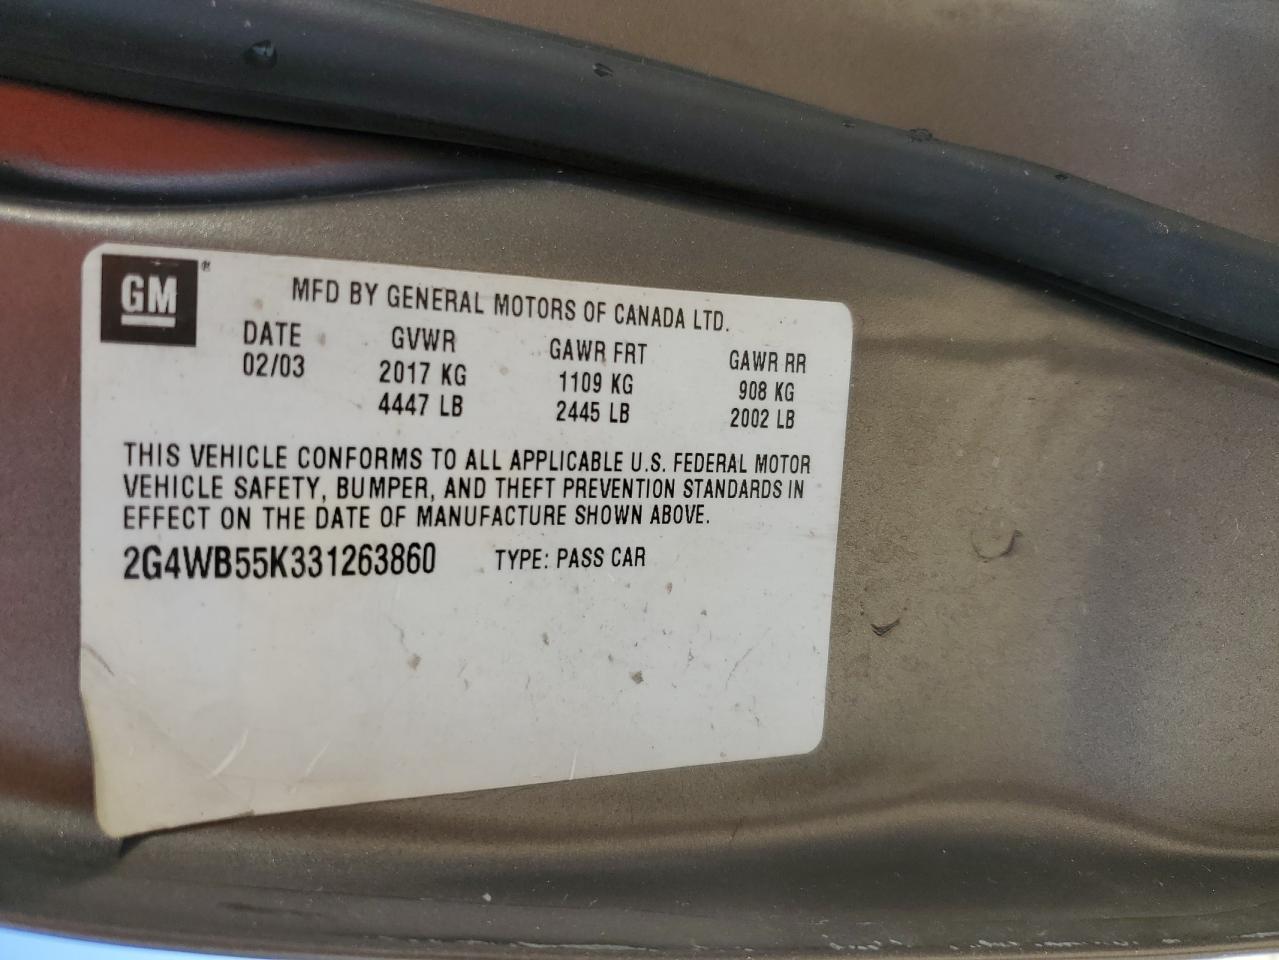 GM®
MFD BY GENERAL MOTORS OF CANADA LTD.
DATE GVWR GAWR FRT GAWR RR
02/03 2017 KG 1109 KG 908 KG
4447 LB 2445 LB 2002 LB
THIS VEHICLE CONFORMS TO ALL APPLICABLE U.S. FEDERAL MOTOR
VEHICLE SAFETY, BUMPER, AND THEFT PREVENTION STANDARDS IN
EFFECT ON THE DATE OF MANUFACTURE SHOWN ABOVE.
2G4WB55K331263860 TYPE: PASS CAR